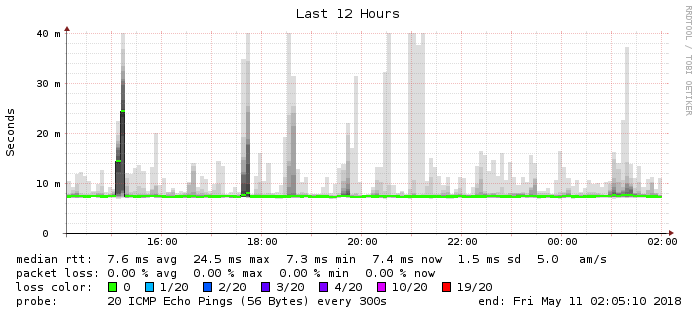 Last 12 Hours
RRDTOOL / TOBI OETIKER
Seconds
40 m
30 m
20 m
10 m
0
16:00 18:00 20:00 22:00 00:00 02:00
median rtt: 7.6 ms avg 24.5 ms max 7.3 ms min 7.4 ms now 1.5 ms sd 5.0 am/s
packet loss: 0.00 % avg 0.00 % max 0.00 % min 0.00 % now
loss color: 0 1/20 2/20 3/20 4/20 10/20 19/20
probe: 20 ICMP Echo Pings (56 Bytes) every 300s end: Fri May 11 02:05:10 2018